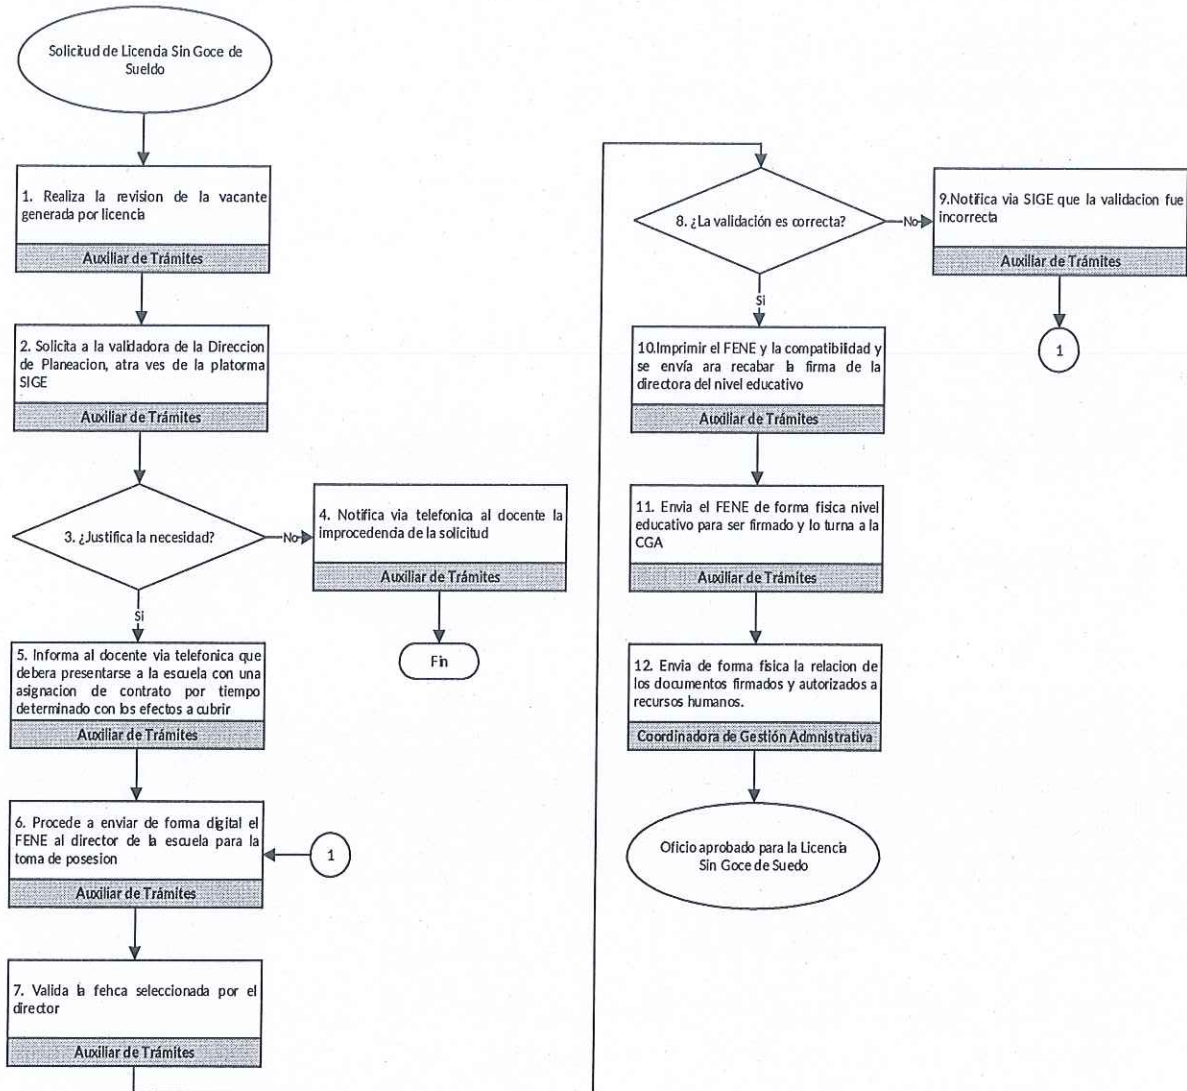 Solicitud de Licencia Sin Goce de
Sueldo
1. Realiza la revision de la vacante
generada por licencia
Auxiliar de Trámites
2. Solicita a la validadora de la Direccion
de Planeacion, atra ves de la platorma
SIGE
Auxiliar de Trámites
3. ¿Justifica la necesidad?
No
4. Notifica via telefonica al docente la
improcedencia de la solicitud
Auxiliar de Trámites
Fin
Si
5. Informa al docente via telefonica que
debera presentarse a la escuela con una
asignacion de contrato por tiempo
determinado con los efectos a cubrir
Auxiliar de Trámites
6. Procede a enviar de forma digital el
FENE al director de la escuela para la
toma de posesion
Auxiliar de Trámites
1
7. Valida la fehca seleccionada por el
director
Auxiliar de Trámites
8. ¿La validación es correcta?
No
9.Notifica via SIGE que la validacion fue
incorrecta
Auxiliar de Trámites
1
Si
10.Imprimir el FENE y la compatibilidad y
se envía ara recabar la firma de la
directora del nivel educativo
Auxiliar de Trámites
11. Envia el FENE de forma fisica nivel
educativo para ser firmado y lo turna a la
CGA
Auxiliar de Trámites
12. Envia de forma física la relacion de
los documentos firmados y autorizados a
recursos humanos.
Coordinadora de Gestión Admnistrativa
Oficio aprobado para la Licencia
Sin Goce de Suedo